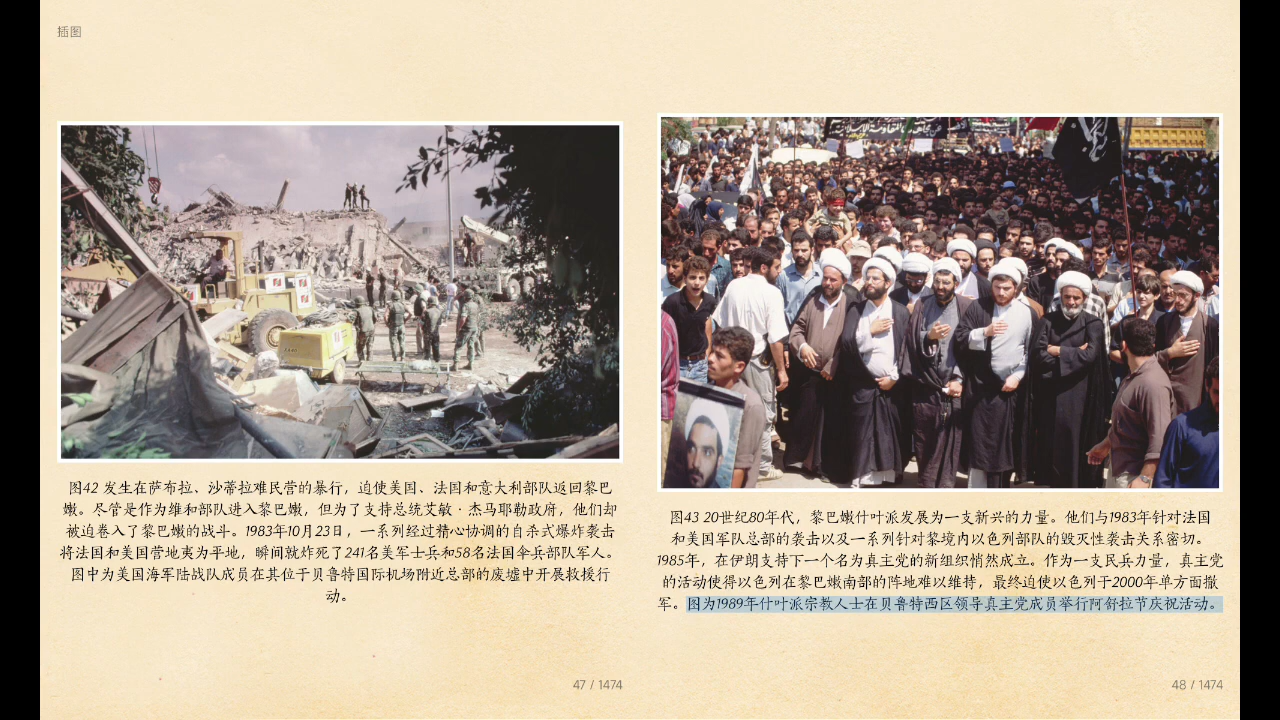 插图
图42 发生在萨布拉、沙蒂拉难民营的暴行，迫使美国、法国和意大利部队返回黎巴
嫩。尽管是作为维和部队进入黎巴嫩，但为了支持总统艾敏·杰马耶勒政府，他们却
被迫卷入了黎巴嫩的战斗。1983年10月23日，一系列经过精心协调的自杀式爆炸袭击
将法国和美国营地夷为平地，瞬间就炸死了241名美军士兵和58名法国伞兵部队军人。
图中为美国海军陆战队成员在其位于贝鲁特国际机场附近总部的废墟中开展救援行
动。
47 / 1474
图43 20世纪80年代，黎巴嫩什叶派发展为一支新兴的力量。他们与1983年针对法国
和美国军队总部的袭击以及一系列针对黎境内以色列部队的毁灭性袭击关系密切。
1985年，在伊朗支持下一个名为真主党的新组织悄然成立。作为一支民兵力量，真主党
的活动使得以色列在黎巴嫩南部的阵地难以维持，最终迫使以色列于2000年单方面撤
军。图为1989年什叶派宗教人士在贝鲁特西区领导真主党成员举行阿舒拉节庆祝活动。
48 / 1474